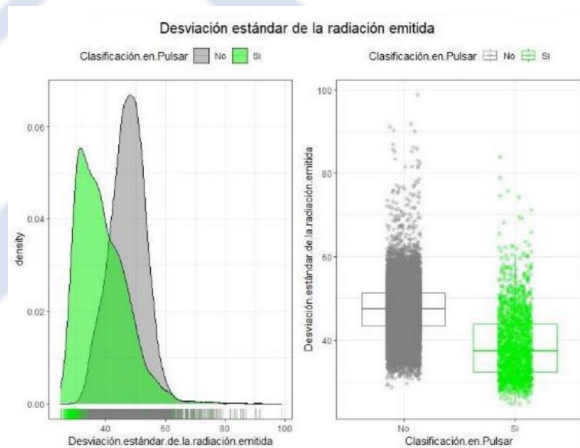 Desviación estándar de la radiación emitida
Clasificación.en.Pulsar No Si
Clasificación.en.Pulsar No Si
density
0.06
0.04
0.02
0.00
40 60 80 100
Desviación.estándar.de.la.radiación.emitida
Desviación.estándar.de.la.radiación.emitida
100
80
60
40
No Si
Clasificación.en.Pulsar